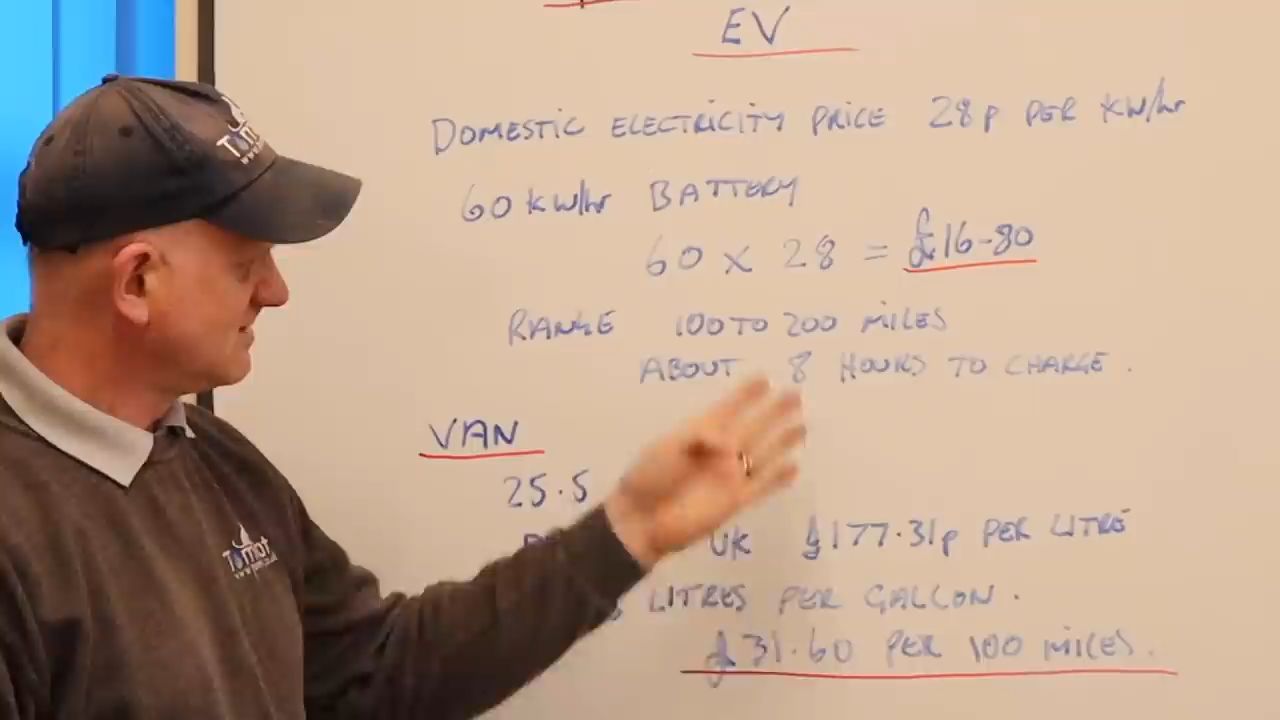 EV
DOMESTIC ELECTRICITY PRICE 28p PER KW/hr
60 KW/hr BATTERY
60 x 28 = £16-80
RANGE 100 TO 200 MILES
ABOUT 8 HOURS TO CHARGE.
VAN
25.5
UK £177.31p PER LITRE
LITRES PER GALLON.
£31.60 PER 100 MILES.